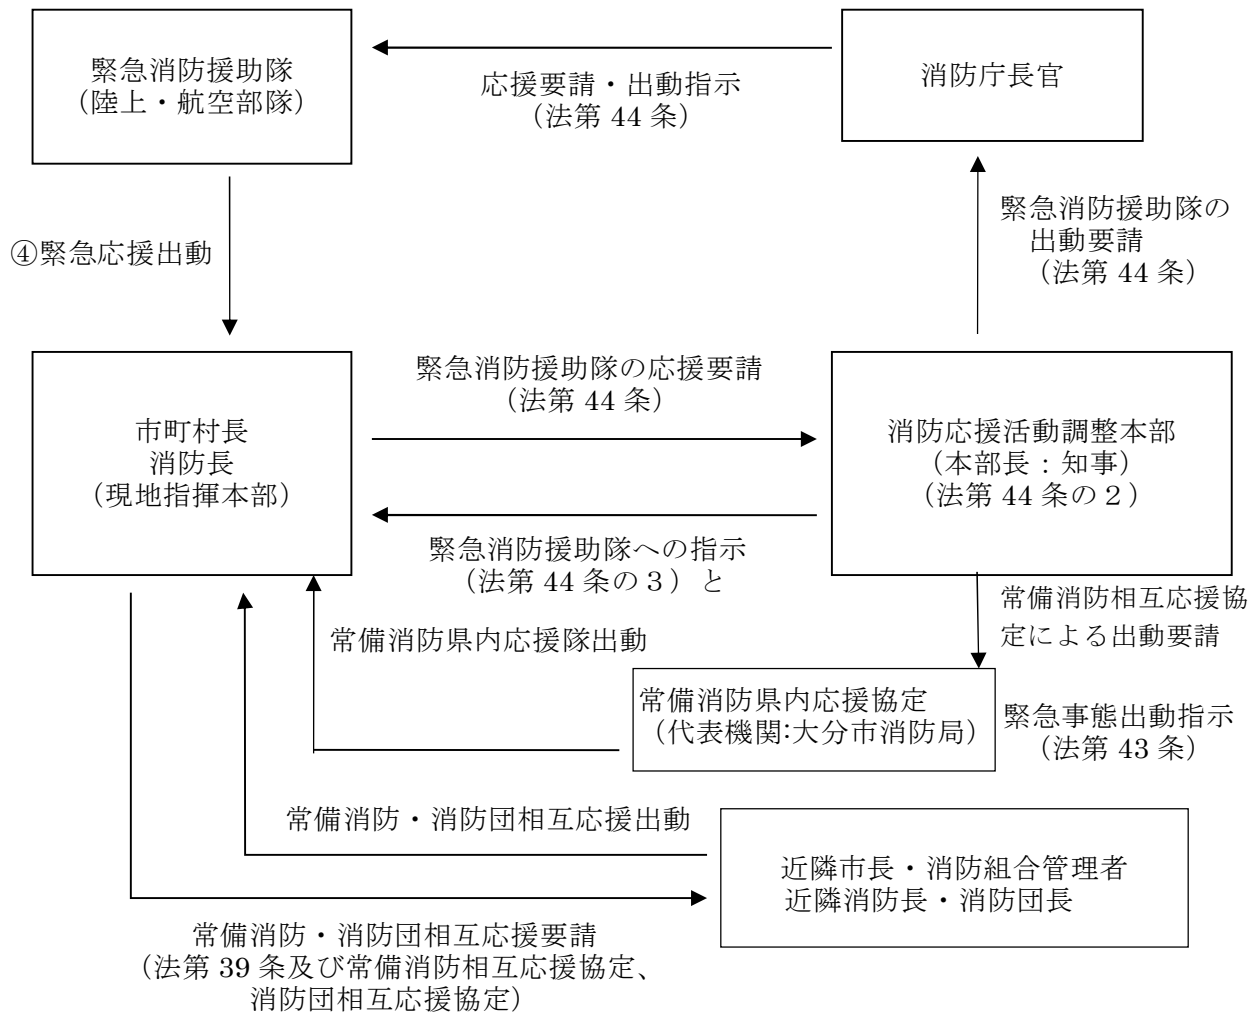 緊急消防援助隊
（陸上・航空部隊）
応援要請・出動指示
（法第 44 条）
消防庁長官
④緊急応援出動
緊急消防援助隊の
出動要請
（法第 44 条）
市町村長
消防長
（現地指揮本部）
緊急消防援助隊の応援要請
（法第 44 条）
消防応援活動調整本部
（本部長：知事）
（法第 44 条の２）
緊急消防援助隊への指示
（法第 44 条の３）と
常備消防県内応援隊出動
常備消防相互応援協
定による出動要請
常備消防県内応援協定
（代表機関:大分市消防局）
緊急事態出動指示
（法第 43 条）
常備消防・消防団相互応援出動
近隣市長・消防組合管理者
近隣消防長・消防団長
常備消防・消防団相互応援要請
（法第 39 条及び常備消防相互応援協定、
消防団相互応援協定）